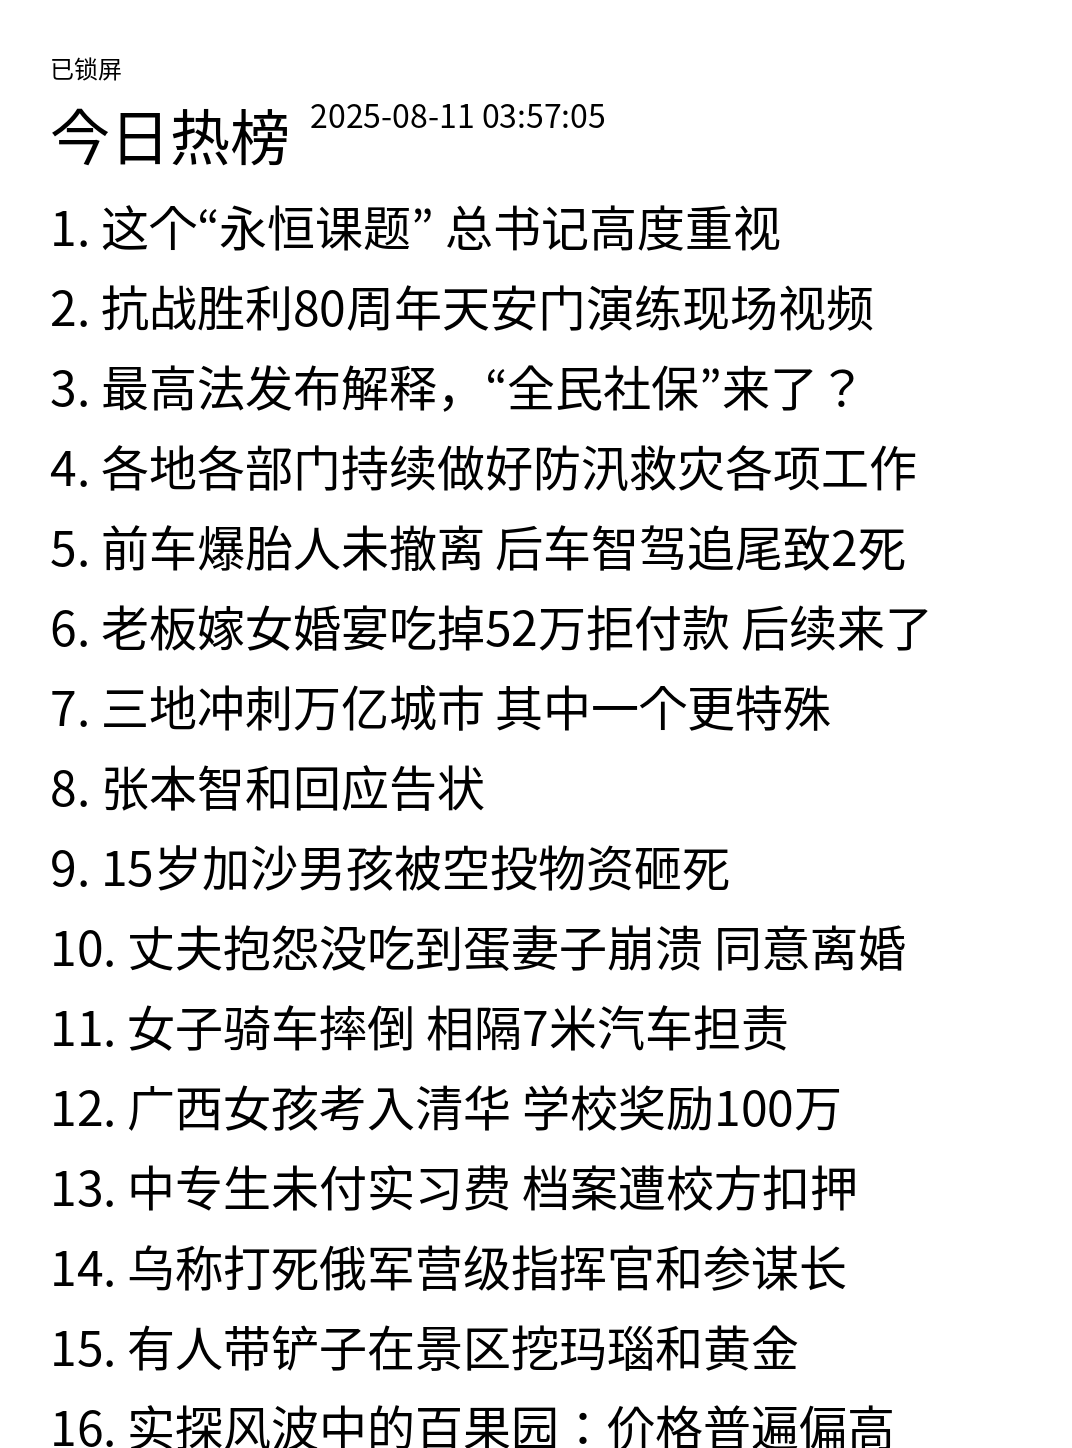 已锁屏
今日热榜 2025-08-11 03:57:05
1. 这个“永恒课题” 总书记高度重视
2. 抗战胜利80周年天安门演练现场视频
3. 最高法发布解释，“全民社保”来了？
4. 各地各部门持续做好防汛救灾各项工作
5. 前车爆胎人未撤离 后车智驾追尾致2死
6. 老板嫁女婚宴吃掉52万拒付款 后续来了
7. 三地冲刺万亿城市 其中一个更特殊
8. 张本智和回应告状
9. 15岁加沙男孩被空投物资砸死
10. 丈夫抱怨没吃到蛋妻子崩溃 同意离婚
11. 女子骑车摔倒 相隔7米汽车担责
12. 广西女孩考入清华 学校奖励100万
13. 中专生未付实习费 档案遭校方扣押
14. 乌称打死俄军营级指挥官和参谋长
15. 有人带铲子在景区挖玛瑙和黄金
16. 实探风波中的百果园：价格普遍偏高